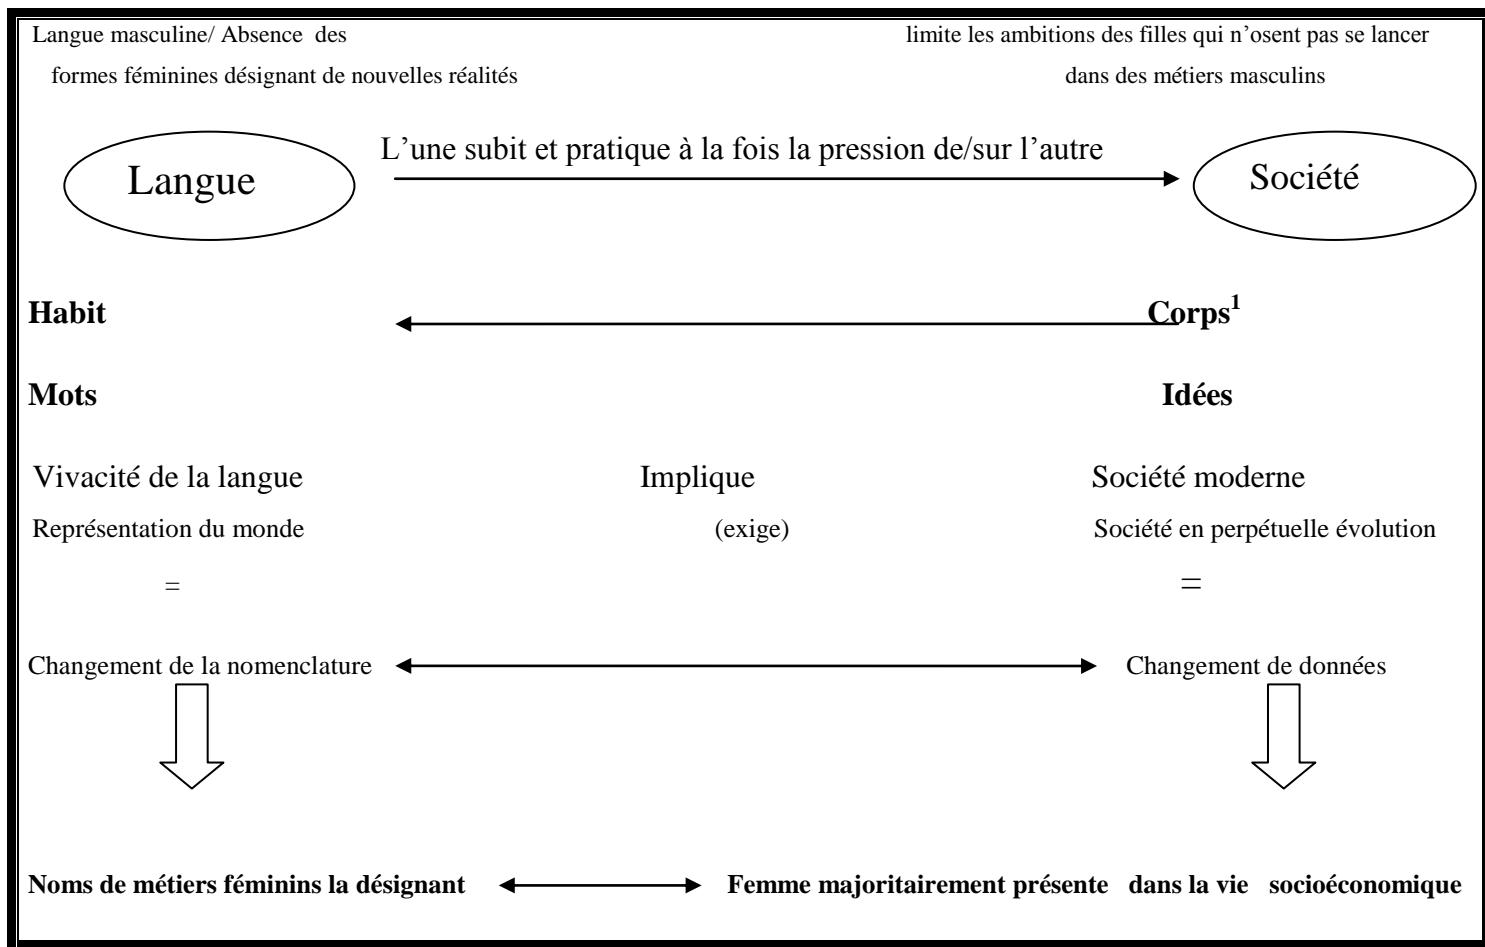 Langue masculine/ Absence des limite les ambitions des filles qui n’osent pas se lancer
formes féminines désignant de nouvelles réalités dans des métiers masculins
L’une subit et pratique à la fois la pression de/sur l’autre
Langue Société
Habit Corps1
Mots Idées
Vivacité de la langue Implique Société moderne
Représentation du monde (exige) Société en perpétuelle évolution
= =
Changement de la nomenclature Changement de données
Noms de métiers féminins la désignant Femme majoritairement présente dans la vie socioéconomique